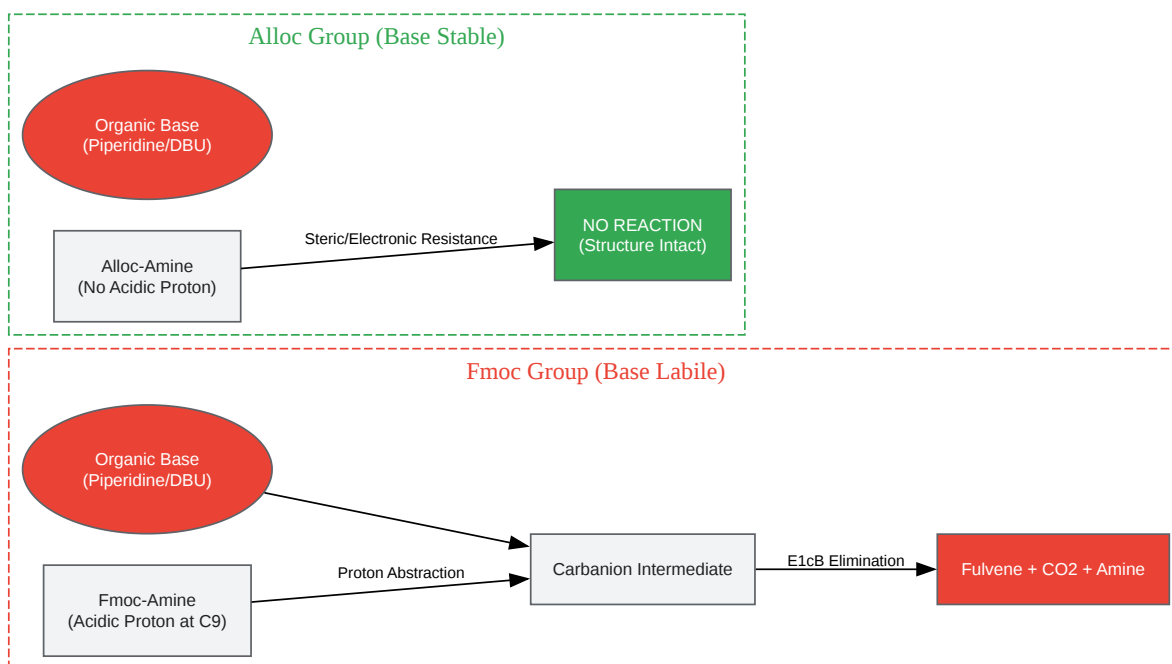 Alloc Group (Base Stable)
Organic Base
(Piperidine/DBU)
Alloc-Amine
(No Acidic Proton)
Steric/Electronic Resistance
NO REACTION
(Structure Intact)
Fmoc Group (Base Labile)
Organic Base
(Piperidine/DBU)
Fmoc-Amine
(Acidic Proton at C9)
Proton Abstraction
Carbanion Intermediate
E1cB Elimination
Fulvene + CO2 + Amine